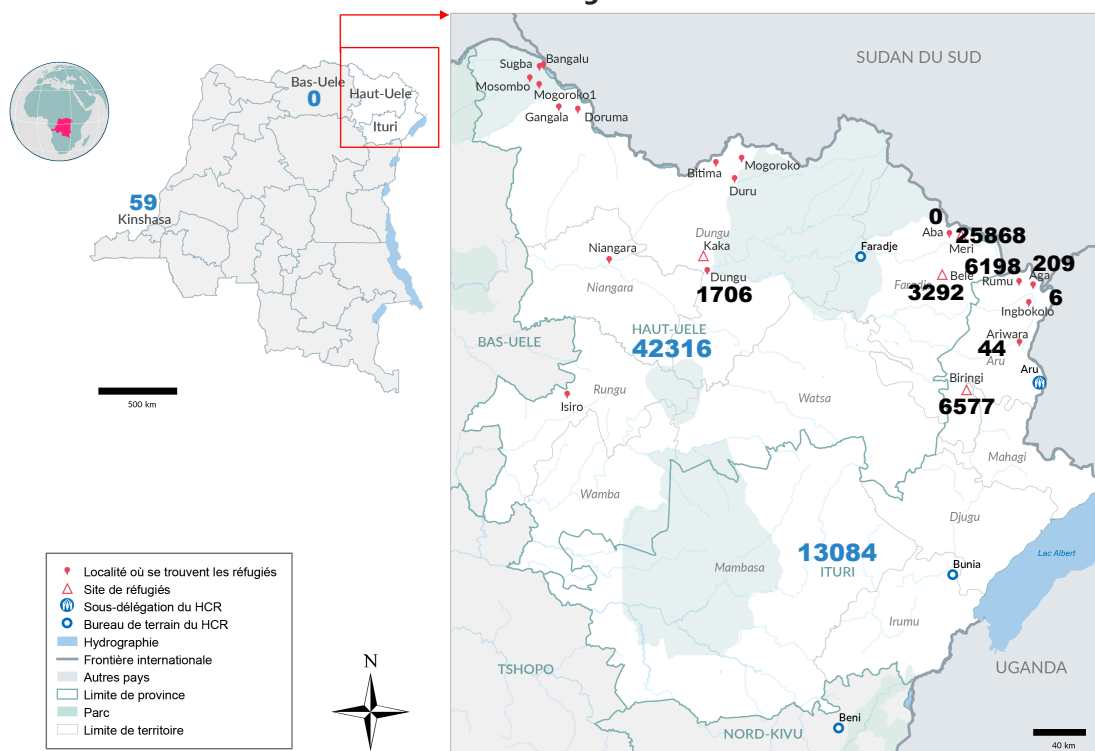 Bas-Uele
0
Haut-Uele
Ituri
59
Kinshasa
500 km
SUDAN DU SUD
Sugba
Bangalu
Mosombo
Mogoroko1
Gangala
Doruma
Bitima
Mogoroko
Duru
Dungu
Kaka
Niangara
Niangara
Dungu
1706
Faradje
0
Aba
25868
Meri
Bele
Faradje
3292
6198
209
Rumu
Aga
6
Ingbokolo
Ariwara
44
Aru
Aru
Biringi
6577
HAUT-UELE
42316
BAS-UELE
Rungu
Isiro
Watsa
Mahagi
Wamba
Djugu
Mambasa
13084
ITURI
Bunia
Lac Albert
Irumu
TSHOPO
UGANDA
Beni
NORD-KIVU
40 km
Localité où se trouvent les réfugiés
Site de réfugiés
Sous-délégation du HCR
Bureau de terrain du HCR
Hydrographie
Frontière internationale
Autres pays
Limite de province
Parc
Limite de territoire
N